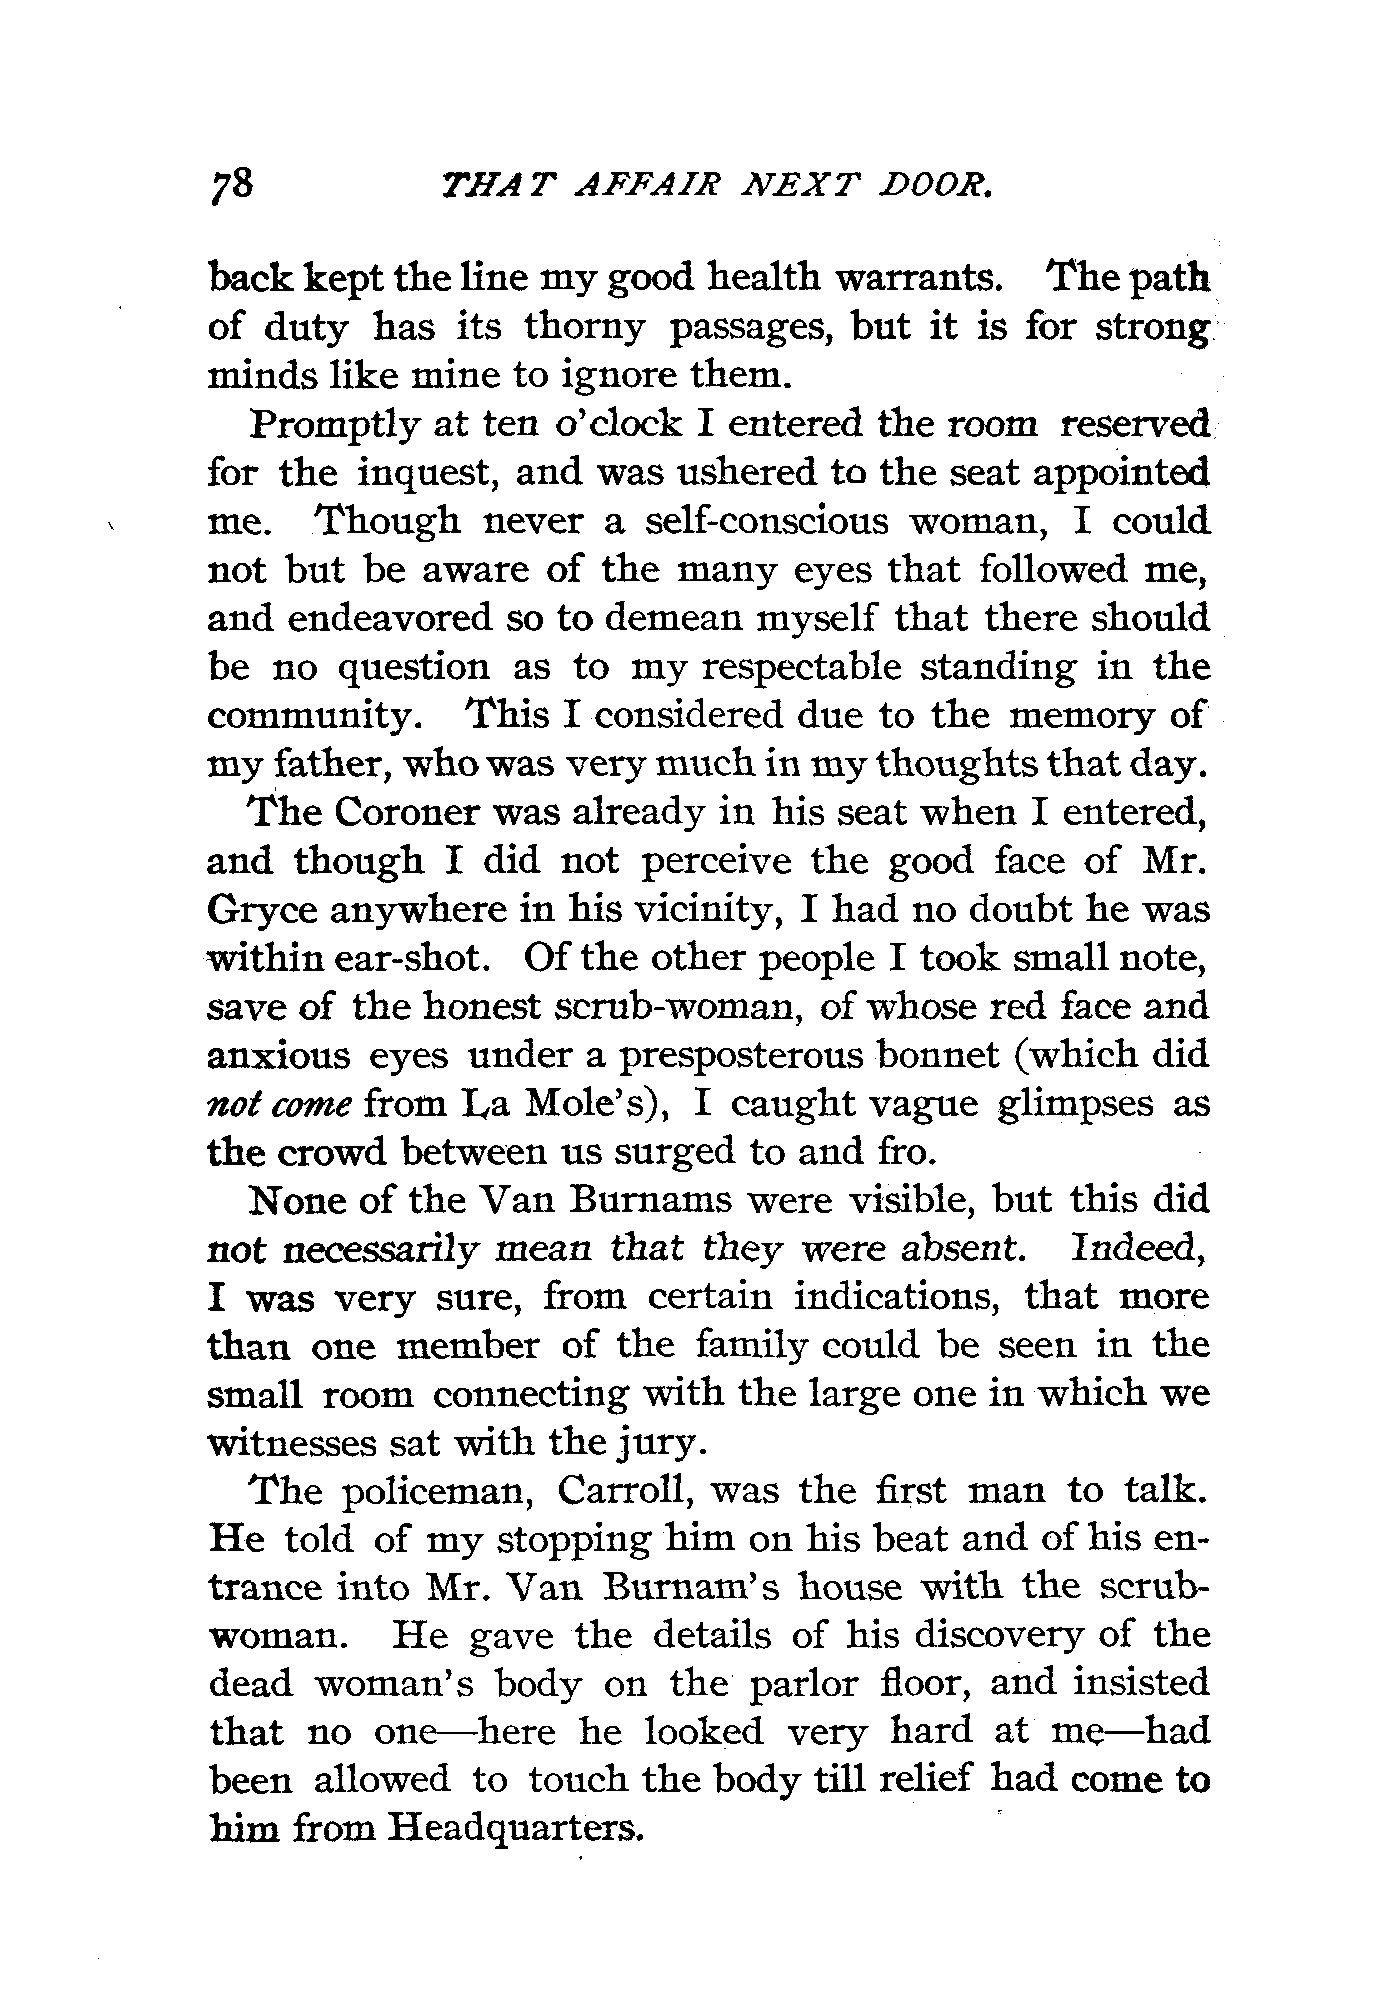 78 THAT AFFAIR NEXT DOOR.
back kept the line my good health warrants. The path
of duty has its thorny passages, but it is for strong
minds like mine to ignore them.
Promptly at ten o'clock I entered the room reserved
for the inquest, and was ushered to the seat appointed
me. Though never a self-conscious woman, I could
not but be aware of the many eyes that followed me,
and endeavored so to demean myself that there should
be no question as to my respectable standing in the
community. This I considered due to the memory of
my father, who was very much in my thoughts that day.
The Coroner was already in his seat when I entered,
and though I did not perceive the good face of Mr.
Gryce anywhere in his vicinity, I had no doubt he was
within ear-shot. Of the other people I took small note,
save of the honest scrub-woman, of whose red face and
anxious eyes under a presposterous bonnet (which did
not come from La Mole's), I caught vague glimpses as
the crowd between us surged to and fro.
None of the Van Burnams were visible, but this did
not necessarily mean that they were absent. Indeed,
I was very sure, from certain indications, that more
than one member of the family could be seen in the
small room connecting with the large one in which we
witnesses sat with the jury.
The policeman, Carroll, was the first man to talk.
He told of my stopping him on his beat and of his en-
trance into Mr. Van Burnam's house with the scrub-
woman. He gave the details of his discovery of the
dead woman's body on the parlor floor, and insisted
that no one—here he looked very hard at me—had
been allowed to touch the body till relief had come to
him from Headquarters.